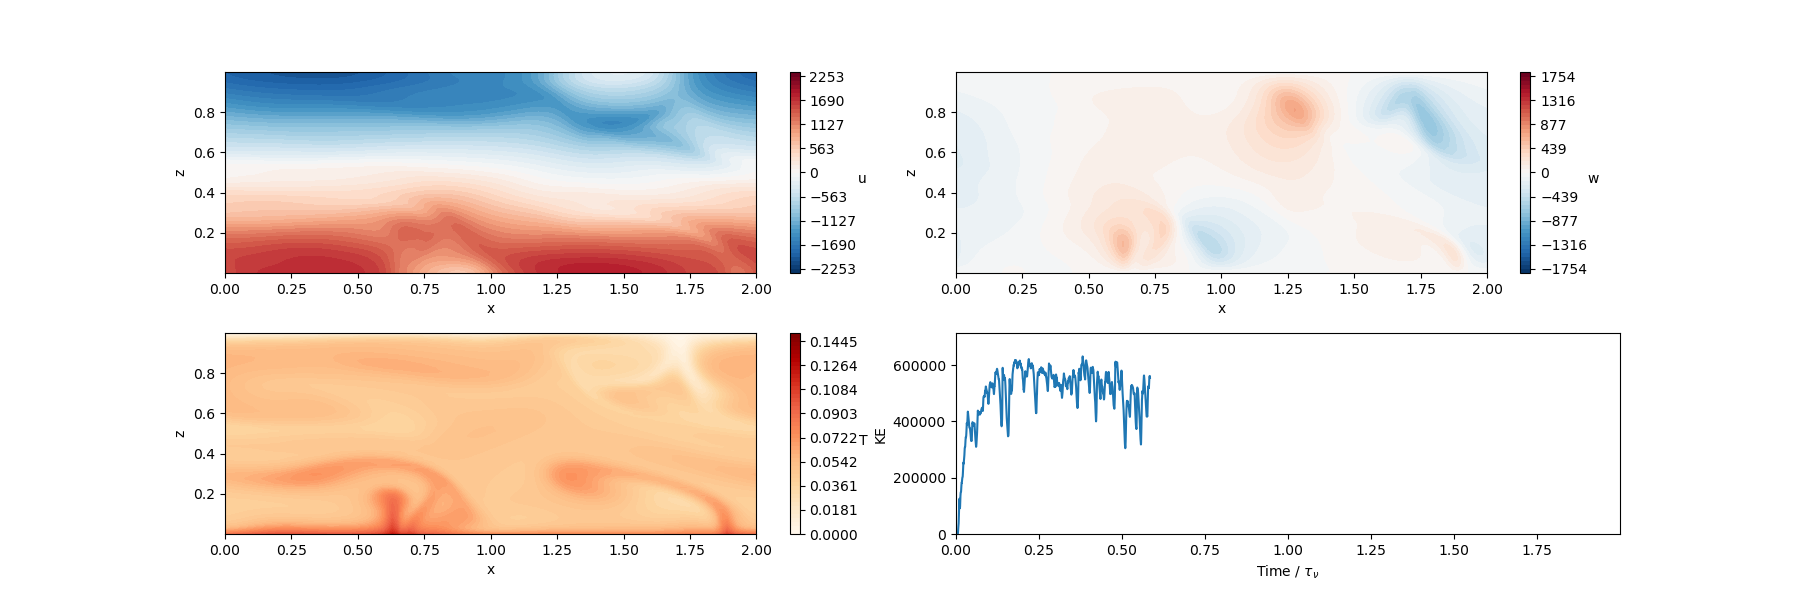 z
0.8
0.6
0.4
0.2
0.00 0.25 0.50 0.75 1.00 1.25 1.50 1.75 2.00
x
2253
1690
1127
563
0
−563
−1127
−1690
−2253
u
z
0.8
0.6
0.4
0.2
0.00 0.25 0.50 0.75 1.00 1.25 1.50 1.75 2.00
x
1754
1316
877
439
0
−439
−877
−1316
−1754
w
z
0.8
0.6
0.4
0.2
0.00 0.25 0.50 0.75 1.00 1.25 1.50 1.75 2.00
x
0.1445
0.1264
0.1084
0.0903
0.0722
0.0542
0.0361
0.0181
0.0000
T
KE
600000
400000
200000
0
0.00 0.25 0.50 0.75 1.00 1.25 1.50 1.75
Time / τν